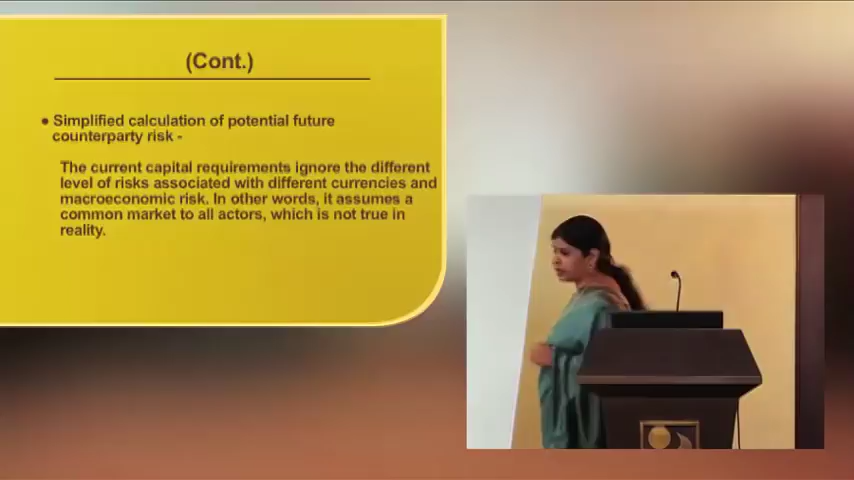 (Cont.)
● Simplified calculation of potential future
counterparty risk -
The current capital requirements ignore the different
level of risks associated with different currencies and
macroeconomic risk. In other words, it assumes a
common market to all actors, which is not true in
reality.